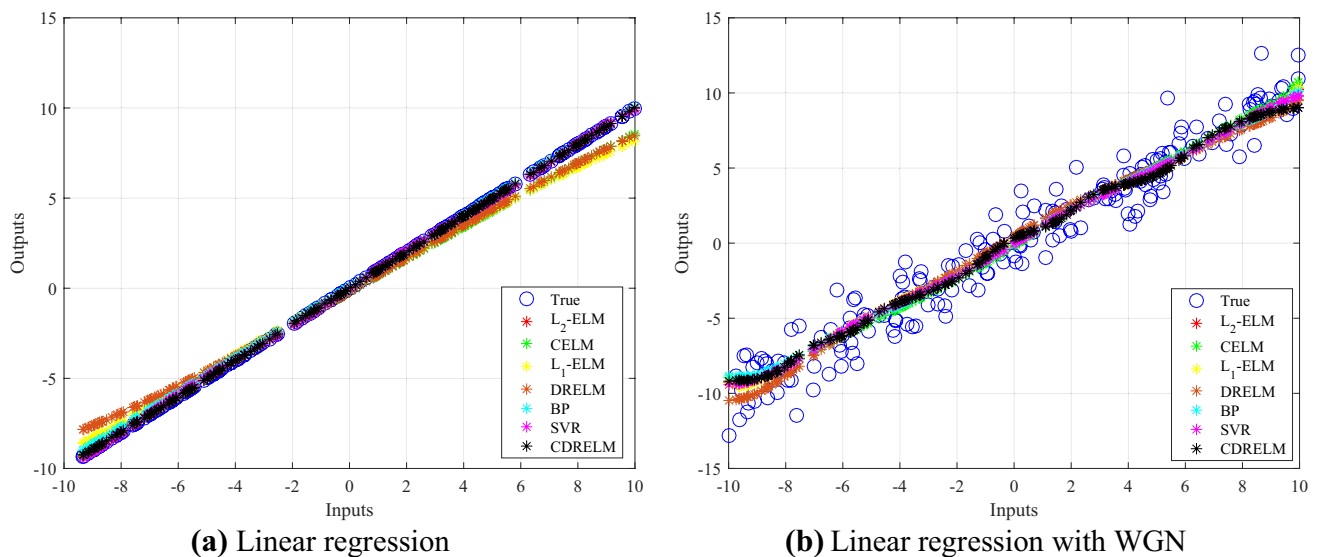 15
10
5
0
-5
-10
-10 -8 -6 -4 -2 0 2 4 6 8 10
Outputs
Inputs
True
L2-ELM
CELM
L1-ELM
DRELM
BP
SVR
CDRELM
(a) Linear regression
15
10
5
0
-5
-10
-15
-10 -8 -6 -4 -2 0 2 4 6 8 10
Outputs
Inputs
True
L2-ELM
CELM
L1-ELM
DRELM
BP
SVR
CDRELM
(b) Linear regression with WGN